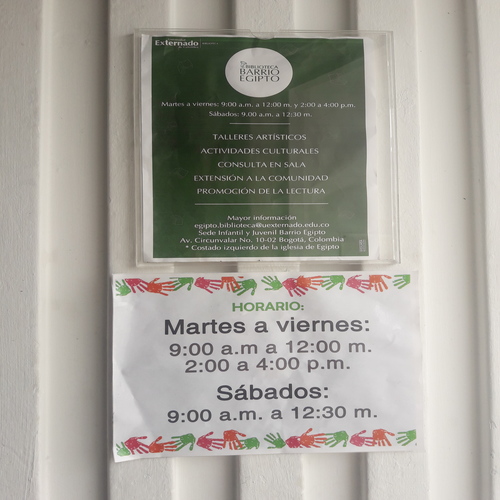 Externado
BIBLIOTECA
BARRIO
EGIPTO
Martes a viernes: 9:00 a.m. a 12:00 m. y 2:00 a 4:00 p.m.
Sábados: 9.00 a.m. a 12:30 m.
TALLERES ARTÍSTICOS
ACTIVIDADES CULTURALES
CONSULTA EN SALA
EXTENSIÓN A LA COMUNIDAD
PROMOCIÓN DE LA LECTURA
Mayor información
egipto.biblioteca@uexternado.edu.co
Sede Infantil y Juvenil Barrio Egipto
Av. Circunvalar No. 10-02 Bogotá, Colombia
* Costado izquierdo de la iglesia de Egipto
HORARIO:
Martes a viernes:
9:00 a.m a 12:00 m.
2:00 a 4:00 p.m.
Sábados:
9:00 a.m. a 12:30 m.